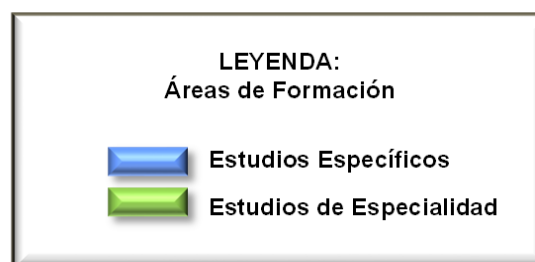 LEYENDA:
Áreas de Formación
Estudios Específicos
Estudios de Especialidad